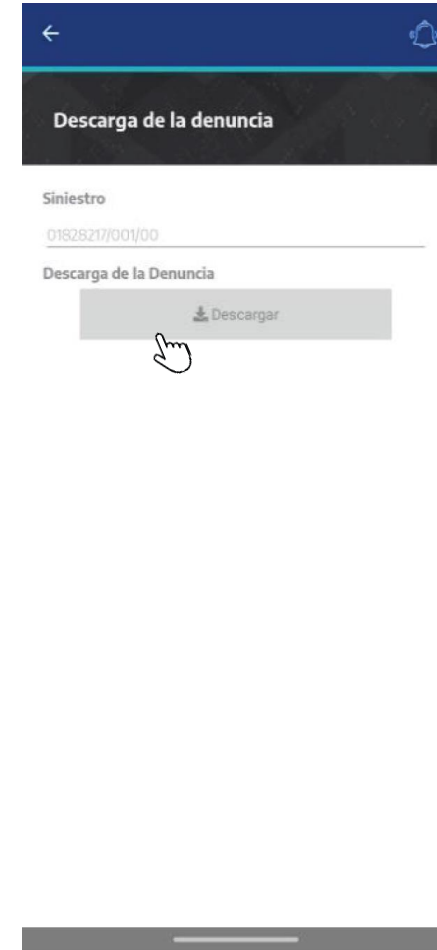 Descarga de la denuncia
Siniestro
01828217/001/00
Descarga de la Denuncia
Descargar